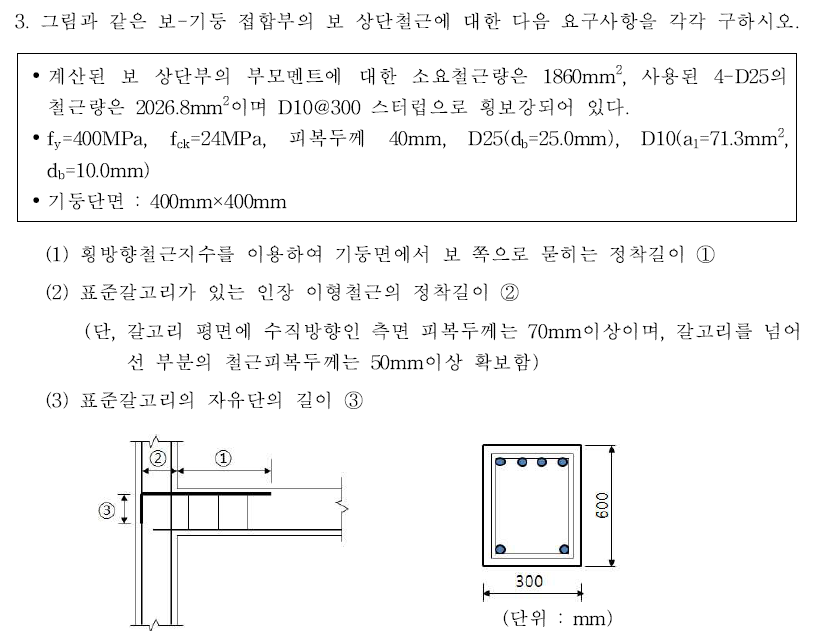 3. 그림과 같은 보-기둥 접합부의 보 상단철근에 대한 다음 요구사항을 각각 구하시오.
• 계산된 보 상단부의 부모멘트에 대한 소요철근량은 1860mm², 사용된 4-D25의
철근량은 2026.8mm²이며 D10@300 스터럽으로 횡보강되어 있다.
• fy=400MPa, fck=24MPa, 피복두께 40mm, D25(db=25.0mm), D10(a1=71.3mm²,
db=10.0mm)
• 기둥단면 : 400mm×400mm
(1) 횡방향철근지수를 이용하여 기둥면에서 보 쪽으로 묻히는 정착길이 ①
(2) 표준갈고리가 있는 인장 이형철근의 정착길이 ②
(단, 갈고리 평면에 수직방향인 측면 피복두께는 70mm이상이며, 갈고리를 넘어
선 부분의 철근피복두께는 50mm이상 확보함)
(3) 표준갈고리의 자유단의 길이 ③
② ①
③
600
300
(단위 : mm)